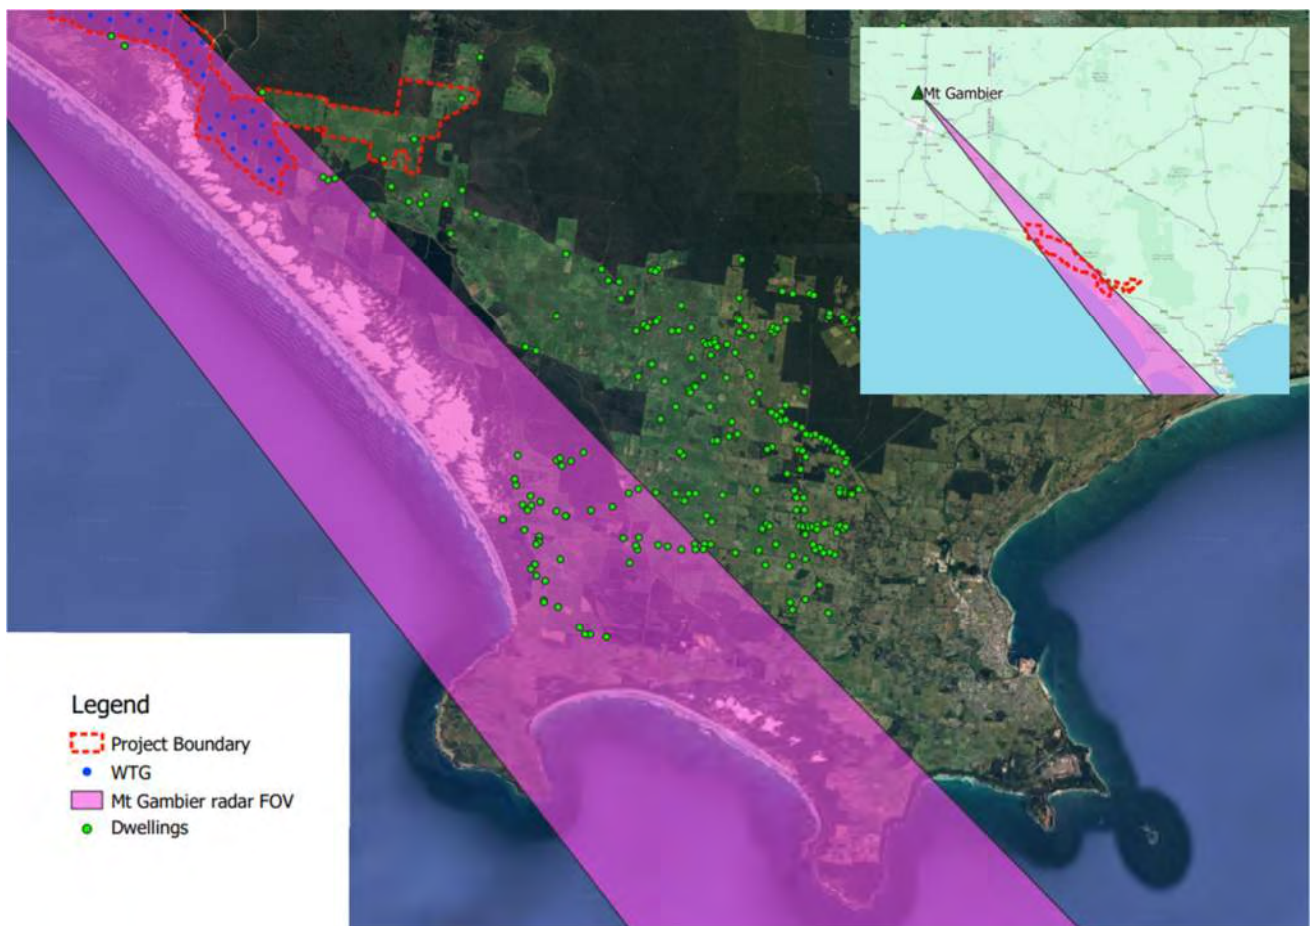 Mt Gambier
Legend
Project Boundary
WTG
Mt Gambier radar FOV
Dwellings